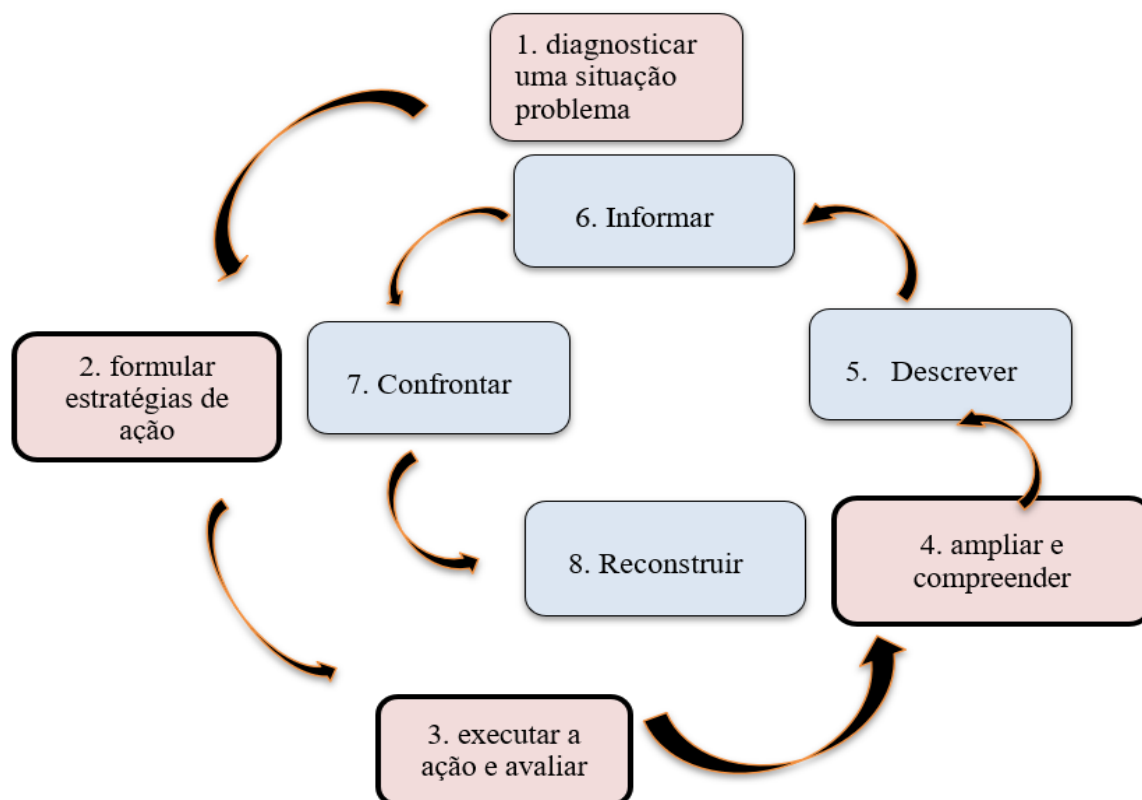 1. diagnosticar
uma situação
problema
6. Informar
2. formular
estratégias de
ação
7. Confrontar
5. Descrever
8. Reconstruir
4. ampliar e
compreender
3. executar a
ação e avaliar